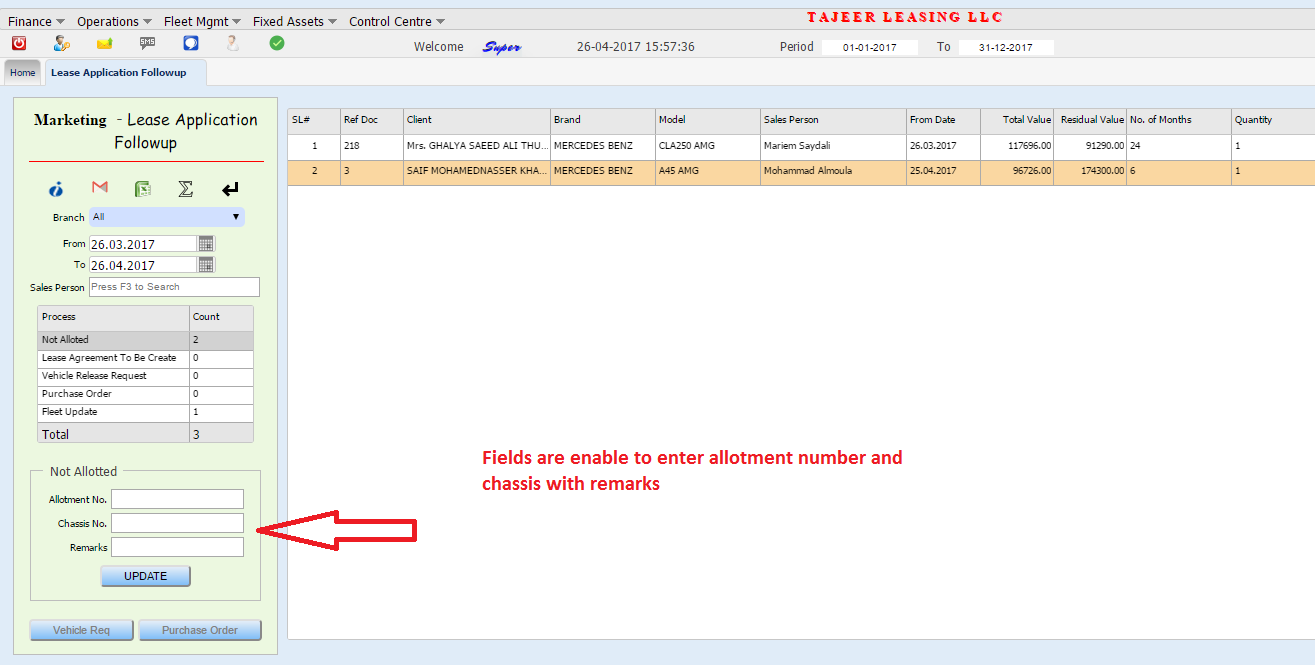 Finance Operations Fleet Mgmt Fixed Assets Control Centre
TAJEER LEASING LLC
SMS
Welcome Super 26-04-2017 15:57:36 Period 01-01-2017 To 31-12-2017
Home Lease Application Followup
Marketing - Lease Application
Followup
Branch All
From 26.03.2017
To 26.04.2017
Sales Person Press F3 to Search
Process Count
Not Alloted 2
Lease Agreement To Be Create 0
Vehicle Release Request 0
Purchase Order 0
Fleet Update 1
Total 3
Not Allotted
Allotment No.
Chassis No.
Remarks
UPDATE
Vehicle Req Purchase Order
SL# Ref Doc Client Brand Model Sales Person From Date Total Value Residual Value No. of Months Quantity
1 218 Mrs. GHALYA SAEED ALI THU... MERCEDES BENZ CLA250 AMG Mariem Saydali 26.03.2017 117696.00 91290.00 24 1
2 3 SAIF MOHAMEDNASSER KHA... MERCEDES BENZ A45 AMG Mohammad Almoula 25.04.2017 96726.00 174300.00 6 1
Fields are enable to enter allotment number and
chassis with remarks